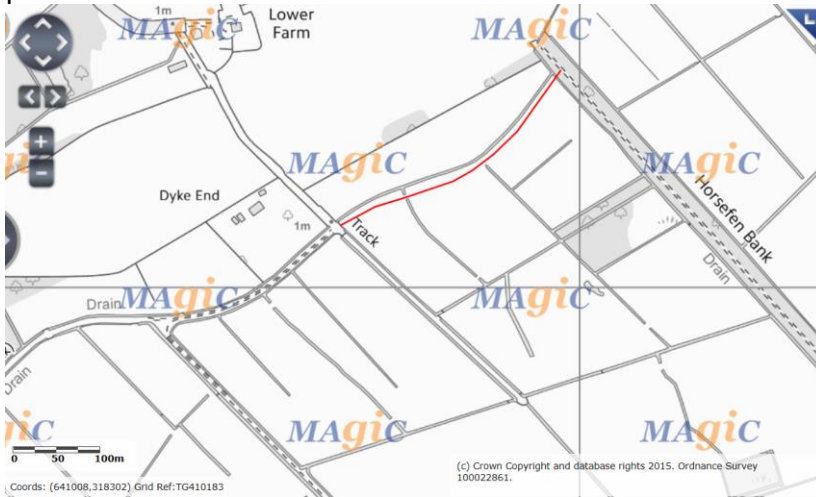 1m
Lower
Farm
MAgiC
MAgiC
MAgiC
MAgiC
MAgiC
Dyke End
1m
Track
Horsefen Bank
Drain
Drain
MAgiC
MAgiC
Drain
MAgiC
MAgiC
0 50 100m
Coords: (641008,318302) Grid Ref:TG410183
(c) Crown Copyright and database rights 2015. Ordnance Survey
100022861.